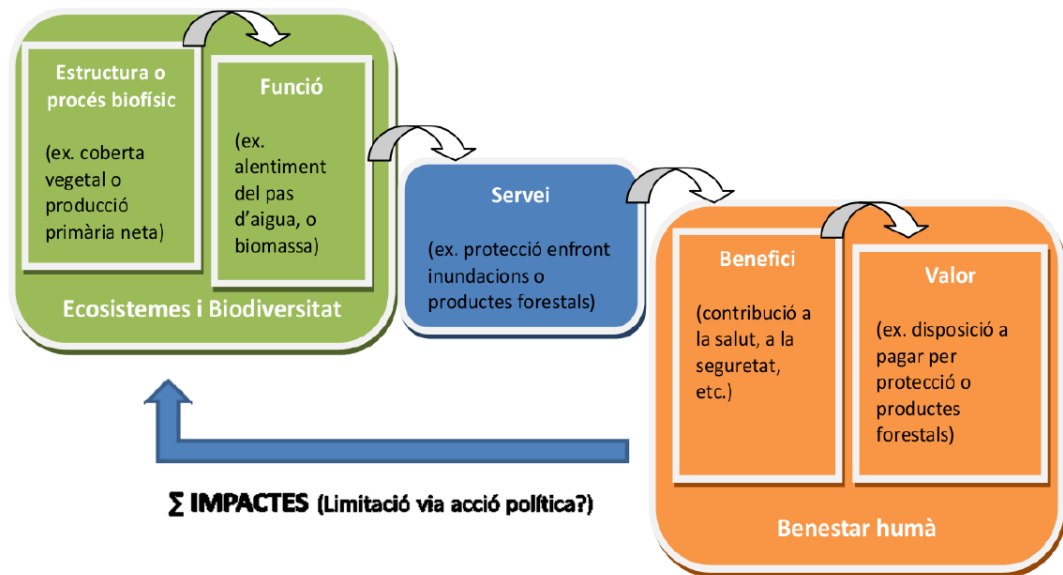 Estructura o
procés biofísic
(ex. coberta
vegetal o
producció
primària neta)
Funció
(ex.
alentiment
del pas
d'aigua, o
biomassa)
Ecosistemes i Biodiversitat
Servei
(ex. protecció enfront
inundacions o
productes forestals)
Benefici
(contribució a
la salut, a la
seguretat,
etc.)
Valor
(ex. disposició a
pagar per
protecció o
productes
forestals)
Benestar humà
∑ IMPACTES (Limitació via acció política?)